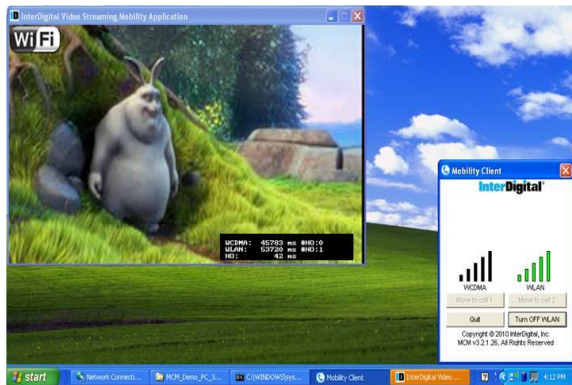 InterDigital Video Streaming Mobility Application
Wi Fi
WCDMA: 45783 ms #HO:0
WLAN: 53720 ms #HO:1
HO: 42 ms
Mobility Client
InterDigital
WCDMA WLAN
Move to cell 1 Move to cell 2
Quit Turn OFF WLAN
Copyright © 2010 InterDigital, Inc.
MCM v3.2.1.26, All Rights Reserved
start Network Connecti... MCM_Demo_PC_3... C:\WINDOWS\sys... Mobility Client InterDigital Video ... 4:12 PM